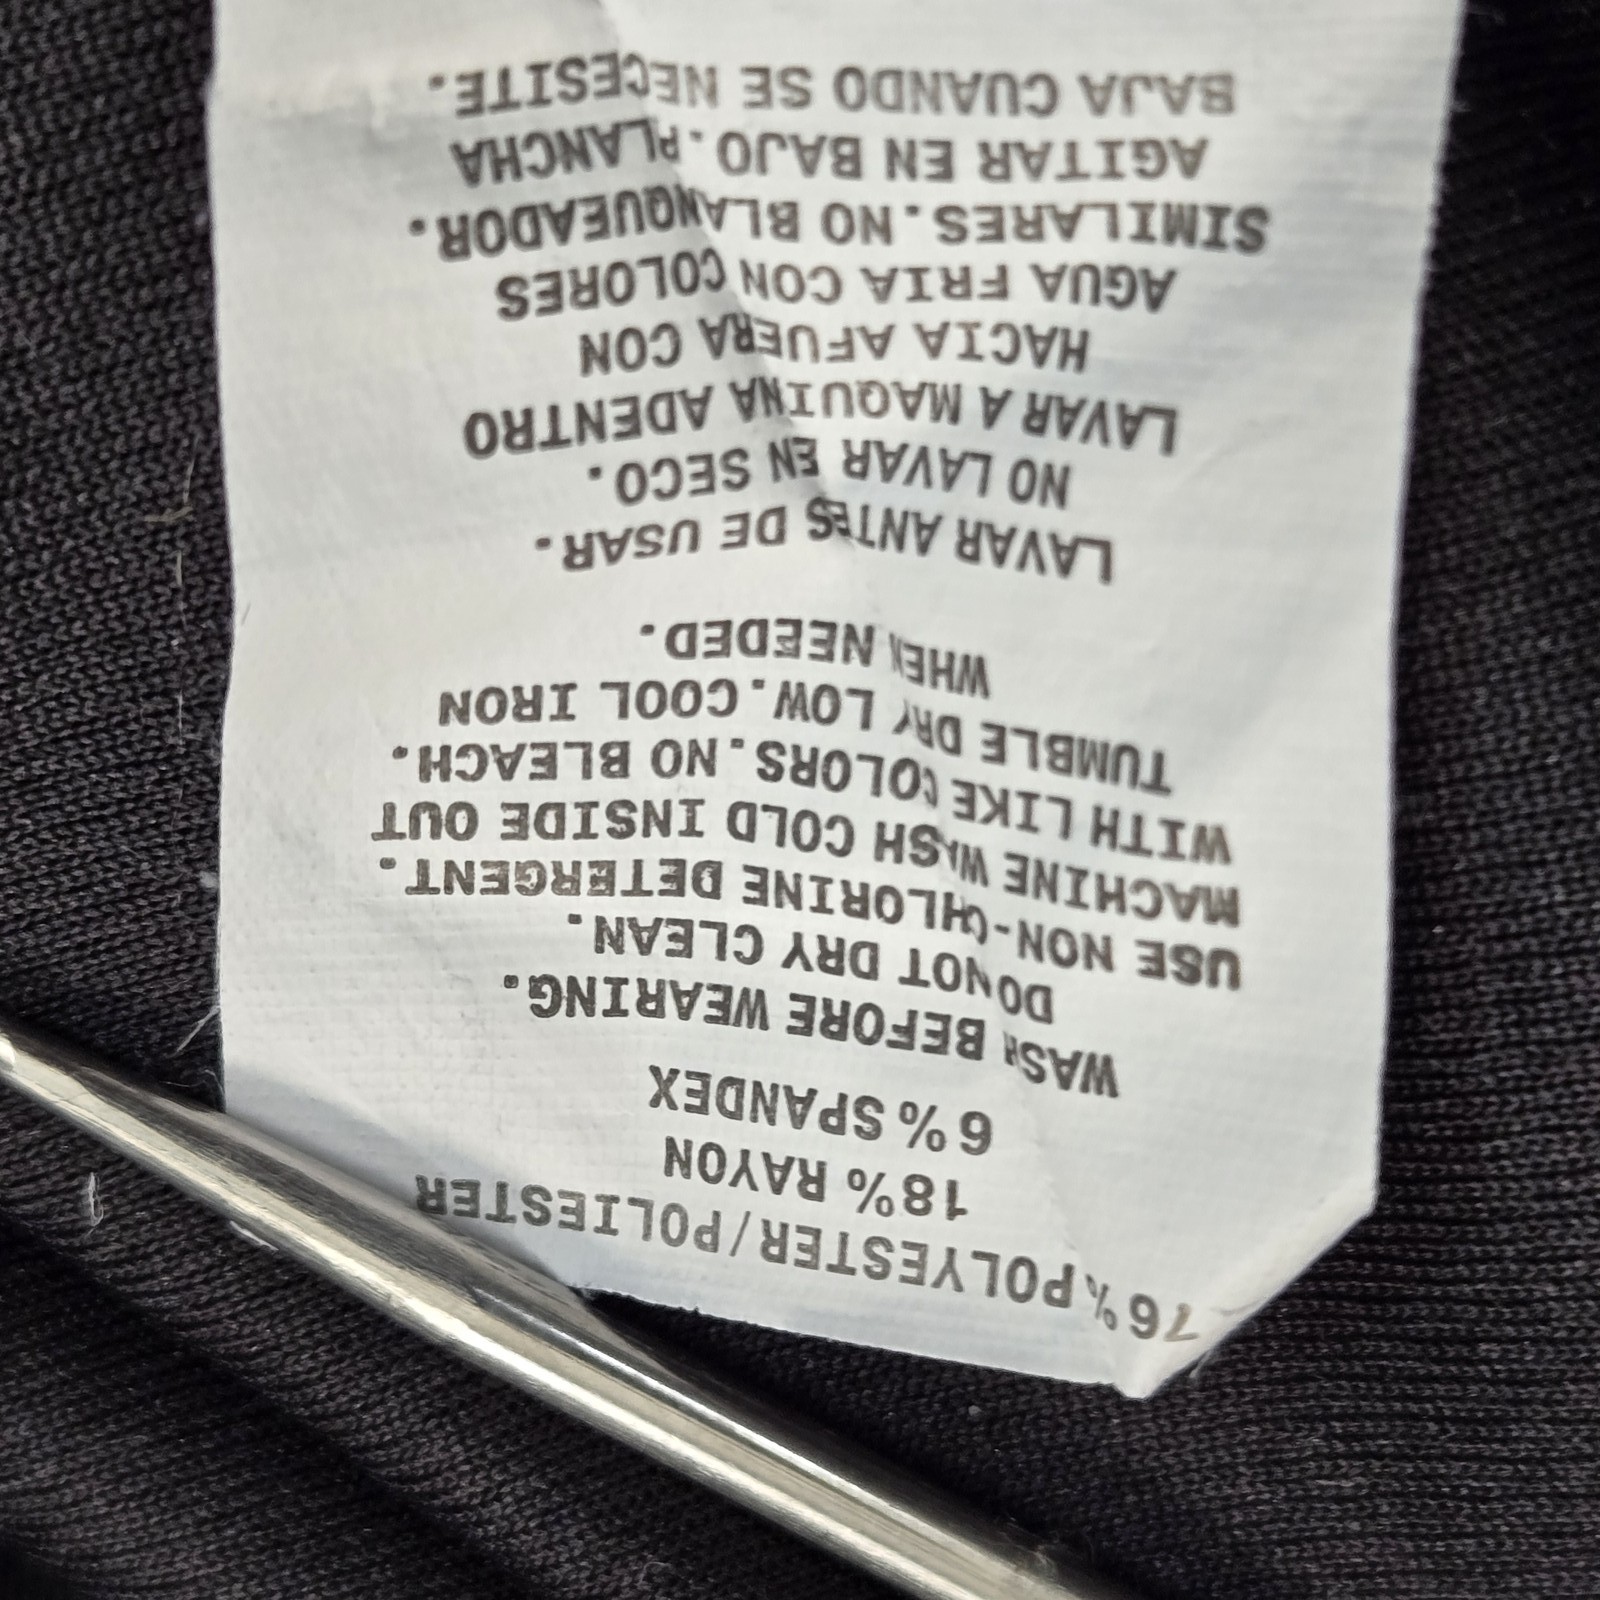 76% POLYESTER/POLIESTER
18% RAYON
6% SPANDEX
WASH BEFORE WEARING.
DO NOT DRY CLEAN.
USE NON-CHLORINE DETERGENT.
MACHINE WASH COLD INSIDE OUT
WITH LIKE COLORS. NO BLEACH.
TUMBLE DRY LOW. COOL IRON
WHEN NEEDED.
LAVAR ANTES DE USAR.
NO LAVAR EN SECO.
LAVAR A MAQUINA ADENTRO
HACIA AFUERA CON
AGUA FRIA CON COLORES
SIMILARES. NO BLANQUEADOR.
AGITAR EN BAJO. PLANCHA
BAJA CUANDO SE NECESITE.